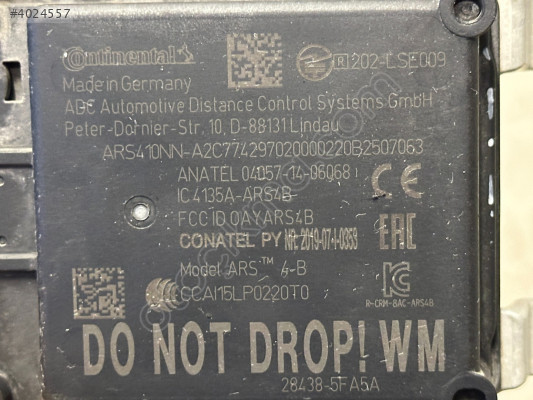 #4024557
Continental
R 202-LSE009
Made in Germany
ADC Automotive Distance Control Systems GmbH
Peter-Dornier-Str. 10, D-88131 Lindau
ARS410NN-A2C77429702000220B2507063
ANATEL 04057-14-06068
IC 4135A-ARS4B
CE
FCC ID OAYARS4B
CONATEL PY NR. 2019-07-I-0353
EAC
Model ARS™ 4-B
CCAI15LP0220T0
R-CRM-8AC-ARS4B
DO NOT DROP! WM
28438-5FA5A